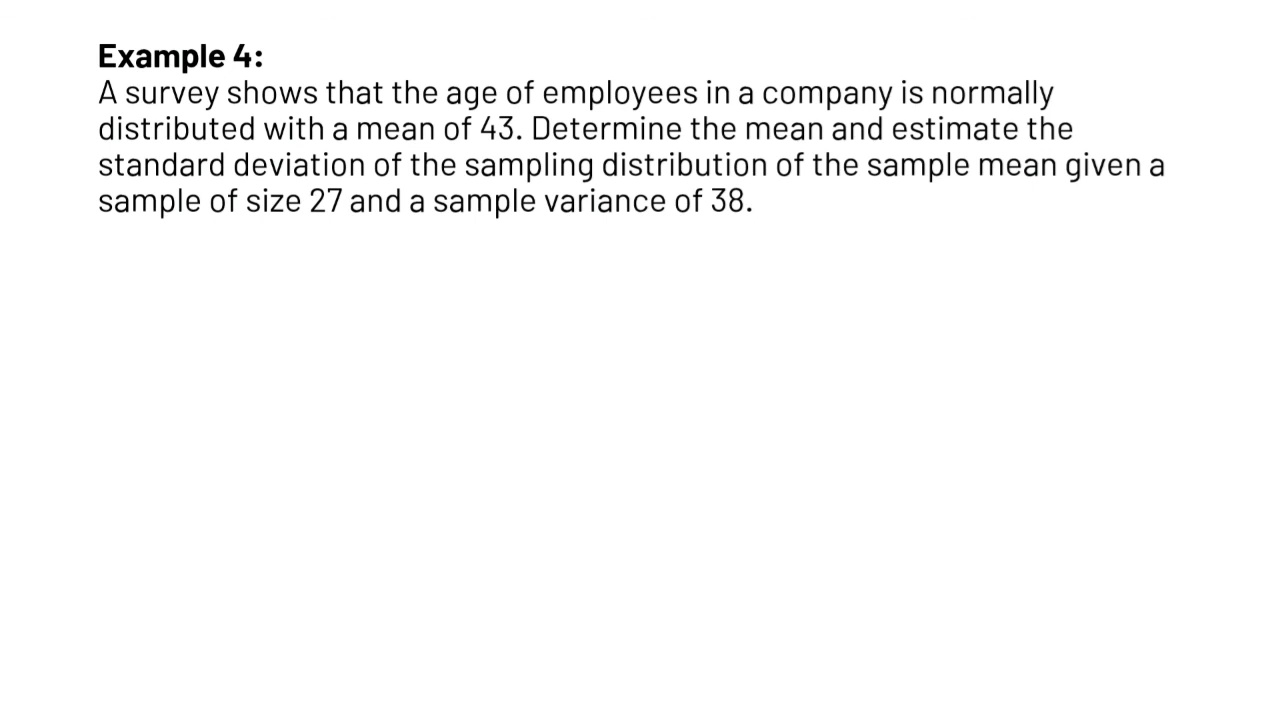 Example 4:
A survey shows that the age of employees in a company is normally
distributed with a mean of 43. Determine the mean and estimate the
standard deviation of the sampling distribution of the sample mean given a
sample of size 27 and a sample variance of 38.